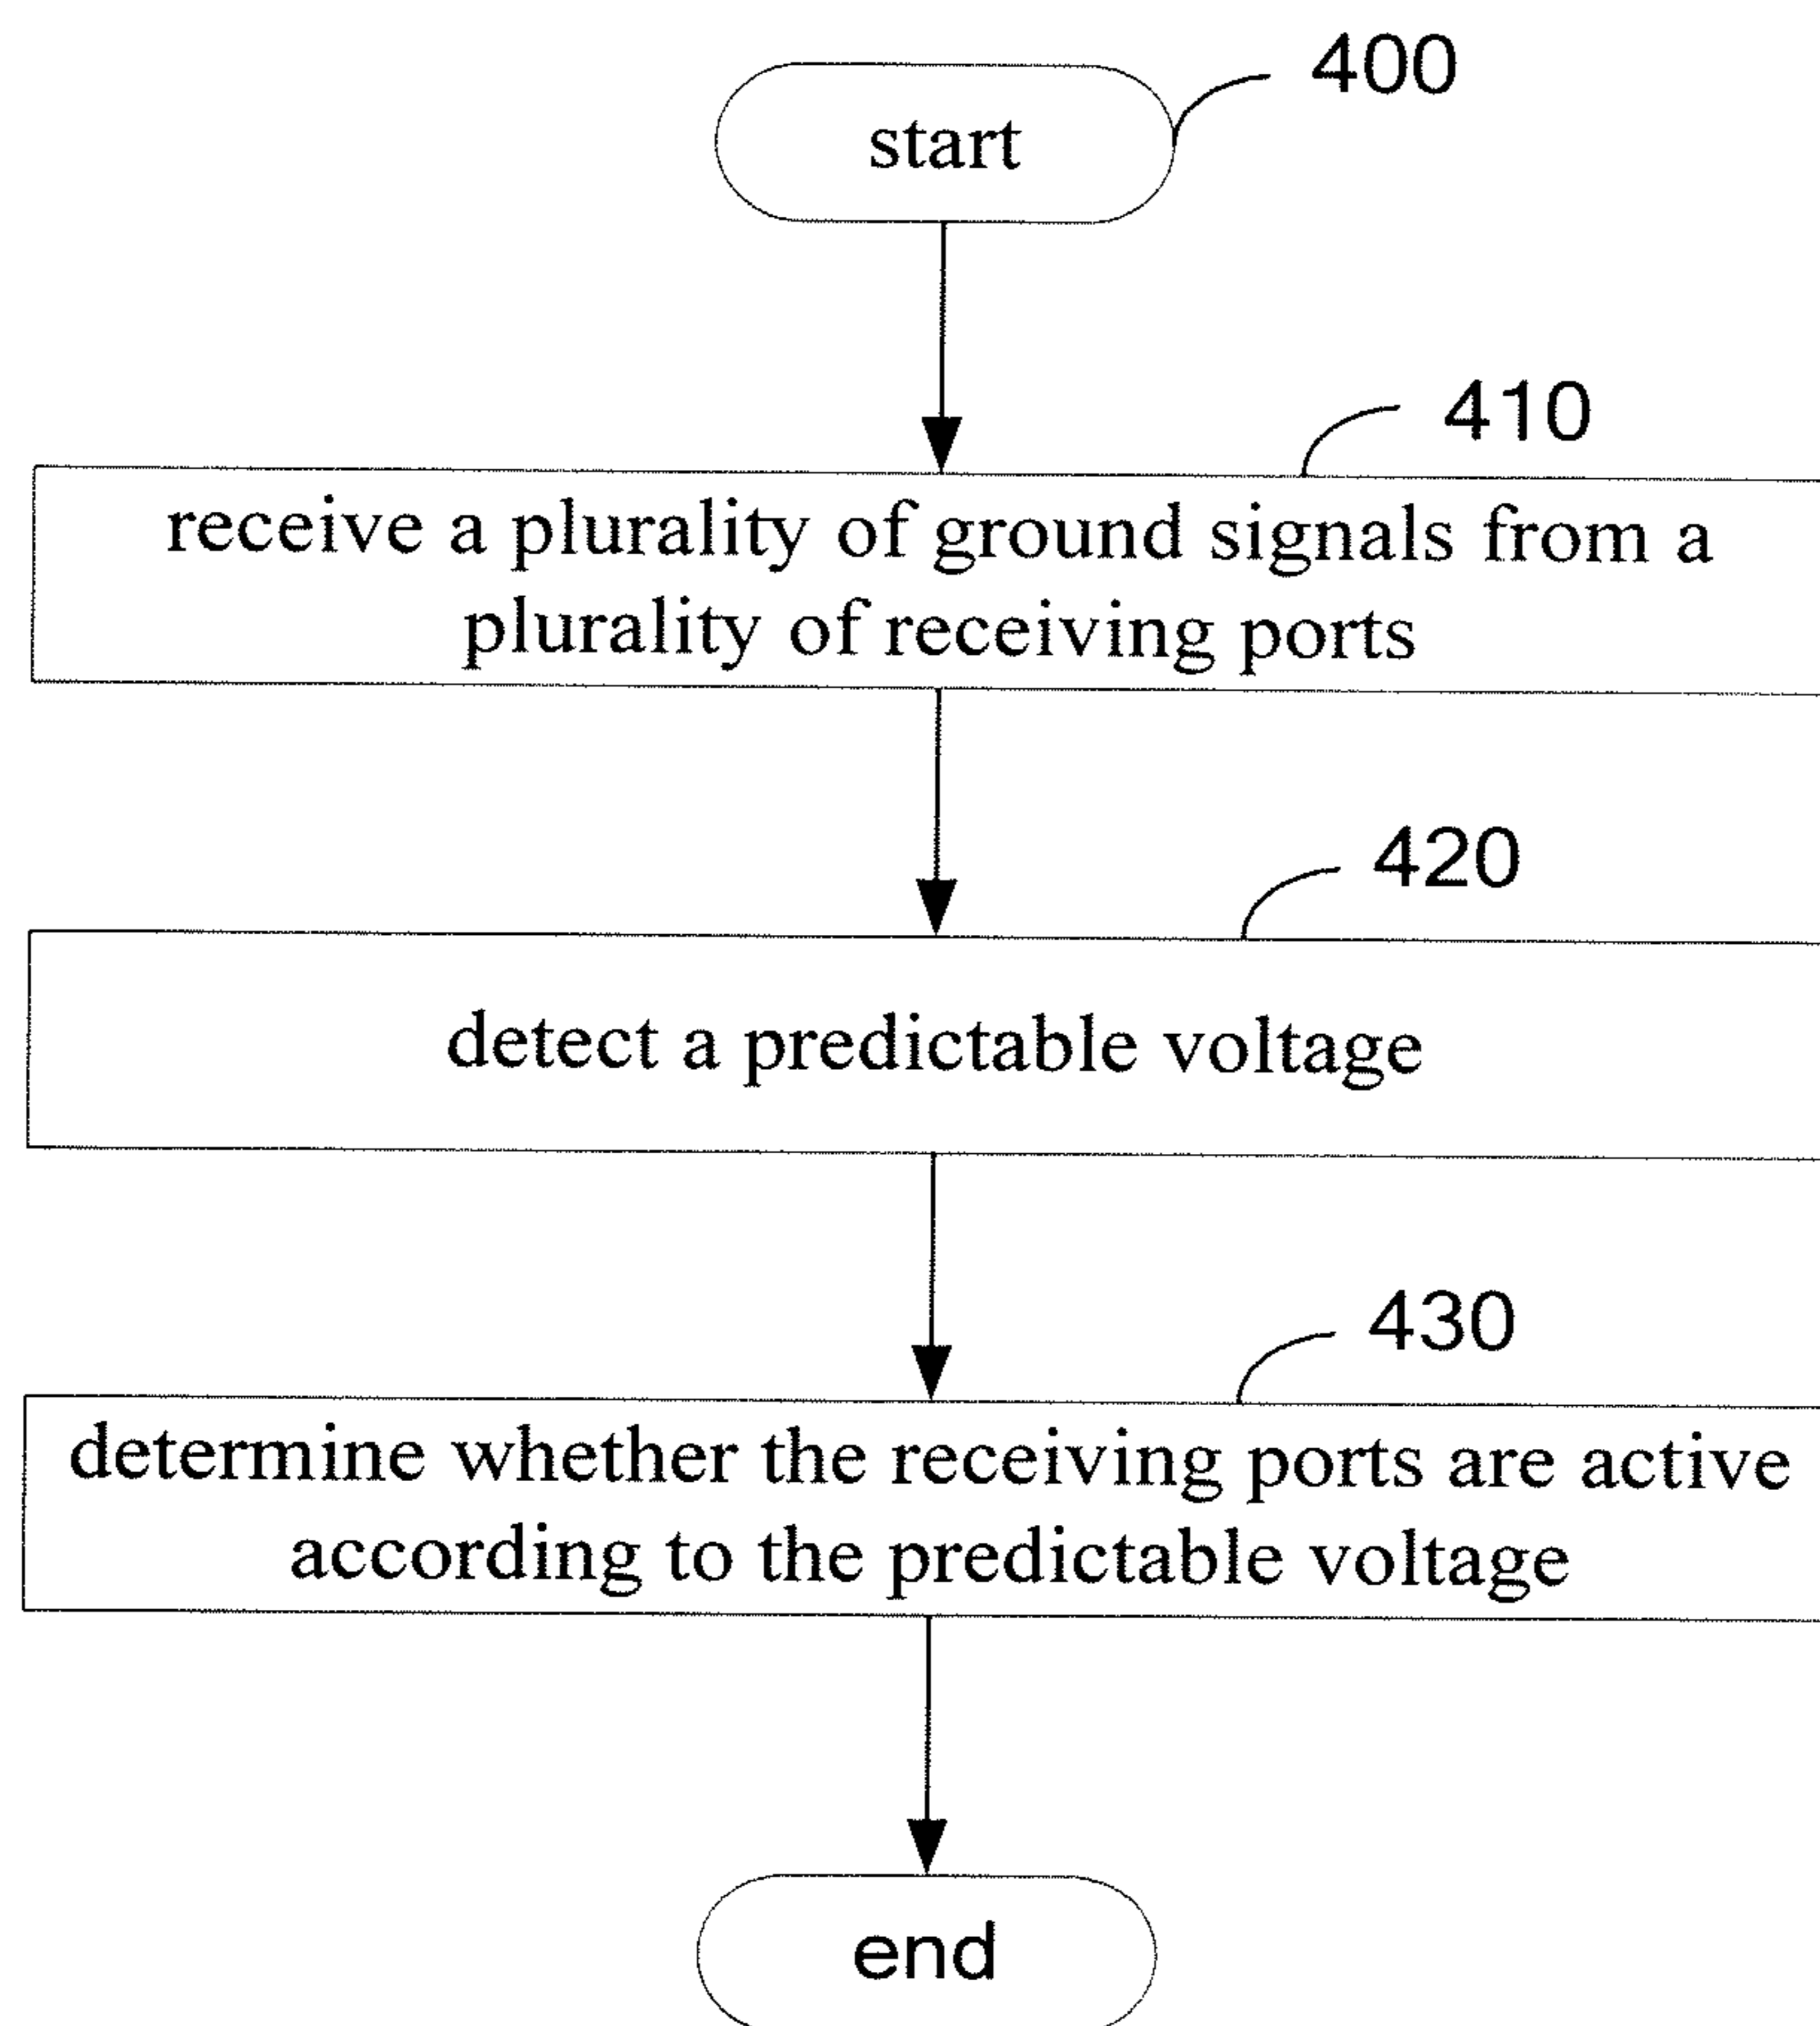 400
start
410
receive a plurality of ground signals from a
plurality of receiving ports
420
detect a predictable voltage
430
determine whether the receiving ports are active
according to the predictable voltage
end